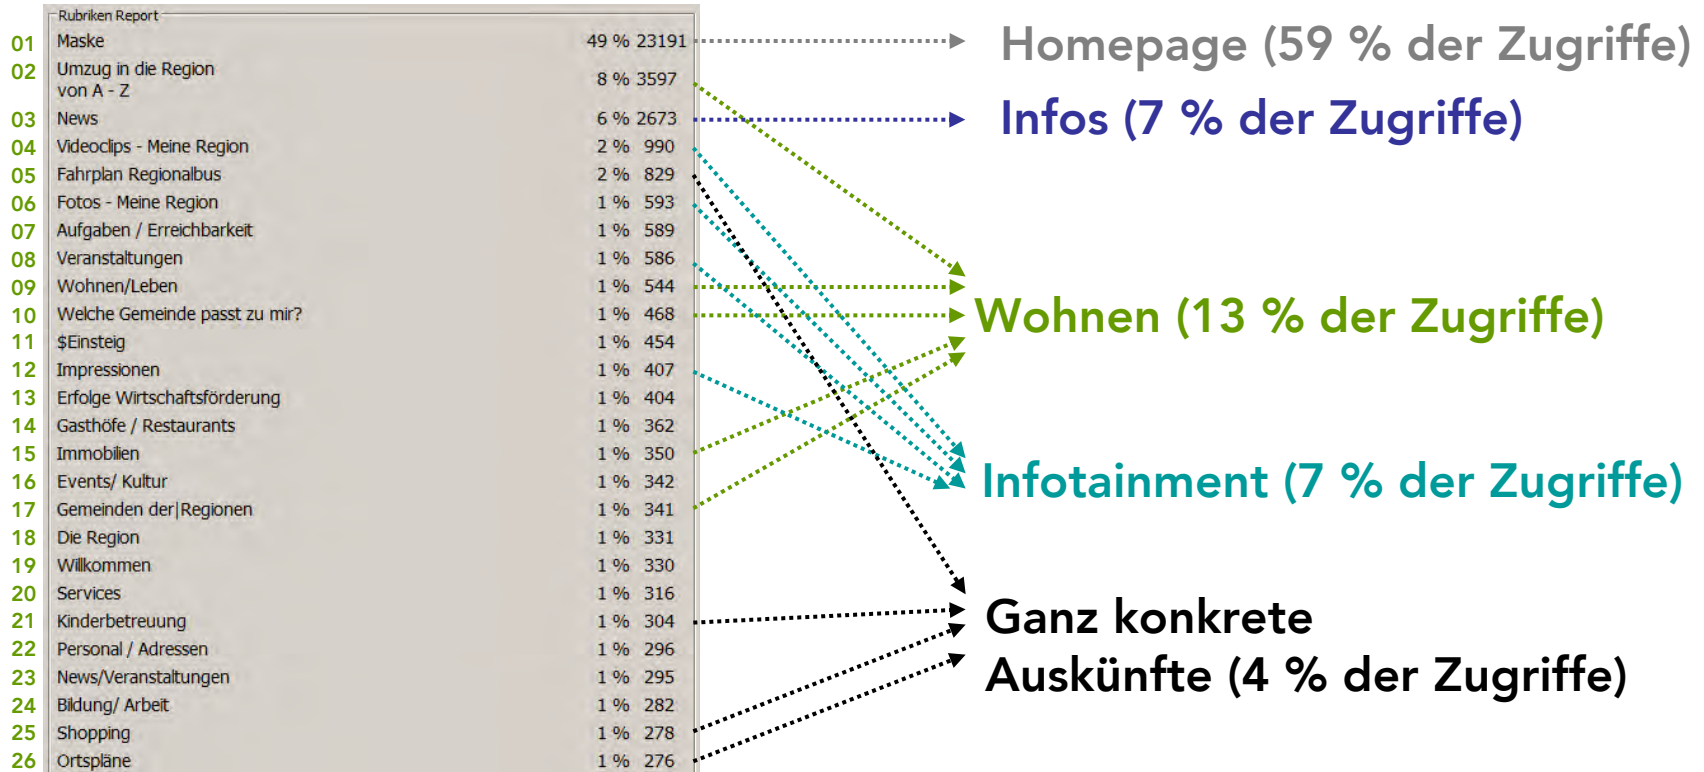 Rubriken Report
01 Maske 49 % 23191
02 Umzug in die Region
von A - Z 8 % 3597
03 News 6 % 2673
04 Videoclips - Meine Region 2 % 990
05 Fahrplan Regionalbus 2 % 829
06 Fotos - Meine Region 1 % 593
07 Aufgaben / Erreichbarkeit 1 % 589
08 Veranstaltungen 1 % 586
09 Wohnen/Leben 1 % 544
10 Welche Gemeinde passt zu mir? 1 % 468
11 $Einsteig 1 % 454
12 Impressionen 1 % 407
13 Erfolge Wirtschaftsförderung 1 % 404
14 Gasthöfe / Restaurants 1 % 362
15 Immobilien 1 % 350
16 Events/ Kultur 1 % 342
17 Gemeinden der|Regionen 1 % 341
18 Die Region 1 % 331
19 Willkommen 1 % 330
20 Services 1 % 316
21 Kinderbetreuung 1 % 304
22 Personal / Adressen 1 % 296
23 News/Veranstaltungen 1 % 295
24 Bildung/ Arbeit 1 % 282
25 Shopping 1 % 278
26 Ortspläne 1 % 276
Homepage (59 % der Zugriffe)
Infos (7 % der Zugriffe)
Wohnen (13 % der Zugriffe)
Infotainment (7 % der Zugriffe)
Ganz konkrete
Auskünfte (4 % der Zugriffe)